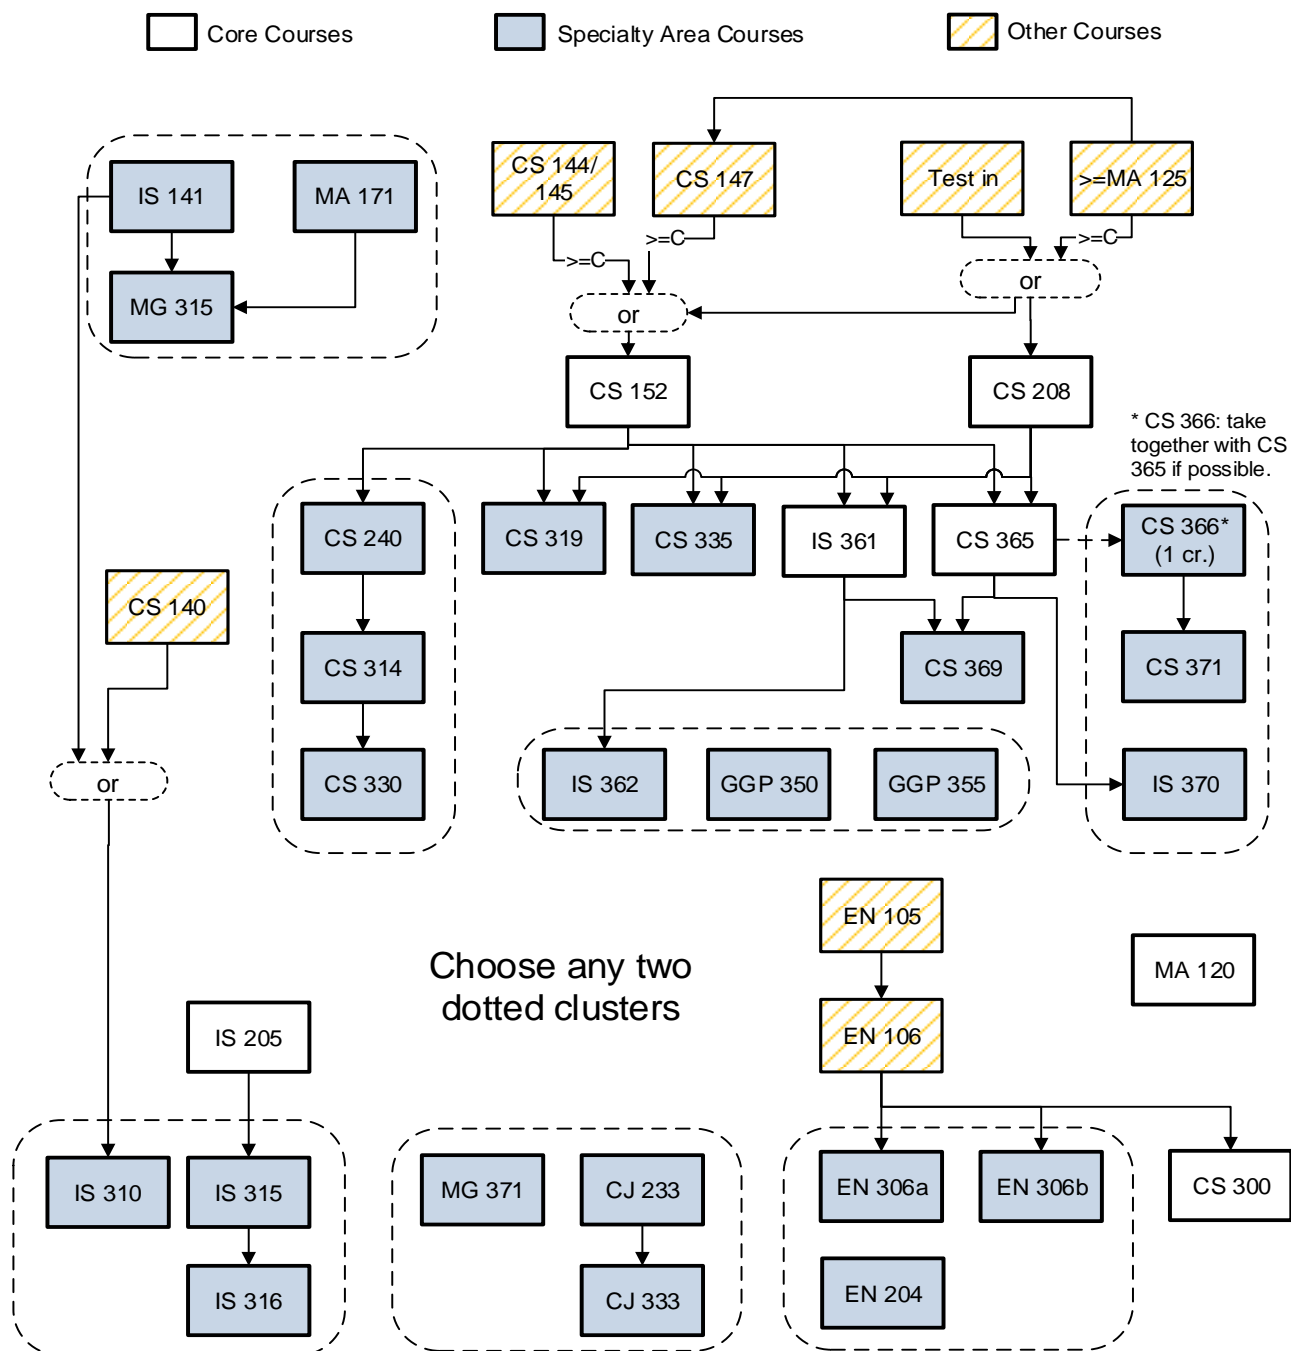 Core Courses
Specialty Area Courses
Other Courses
IS 141
MA 171
MG 315
CS 144/
145
CS 147
Test in
>=MA 125
>=C
>=C
>=C
or
or
CS 152
CS 208
* CS 366: take
together with CS
365 if possible.
CS 240
CS 319
CS 335
IS 361
CS 365
CS 366*
(1 cr.)
CS 140
CS 314
CS 369
CS 371
or
CS 330
IS 362
GGP 350
GGP 355
IS 370
EN 105
Choose any two
dotted clusters
MA 120
IS 205
EN 106
IS 310
IS 315
MG 371
CJ 233
EN 306a
EN 306b
CS 300
IS 316
CJ 333
EN 204